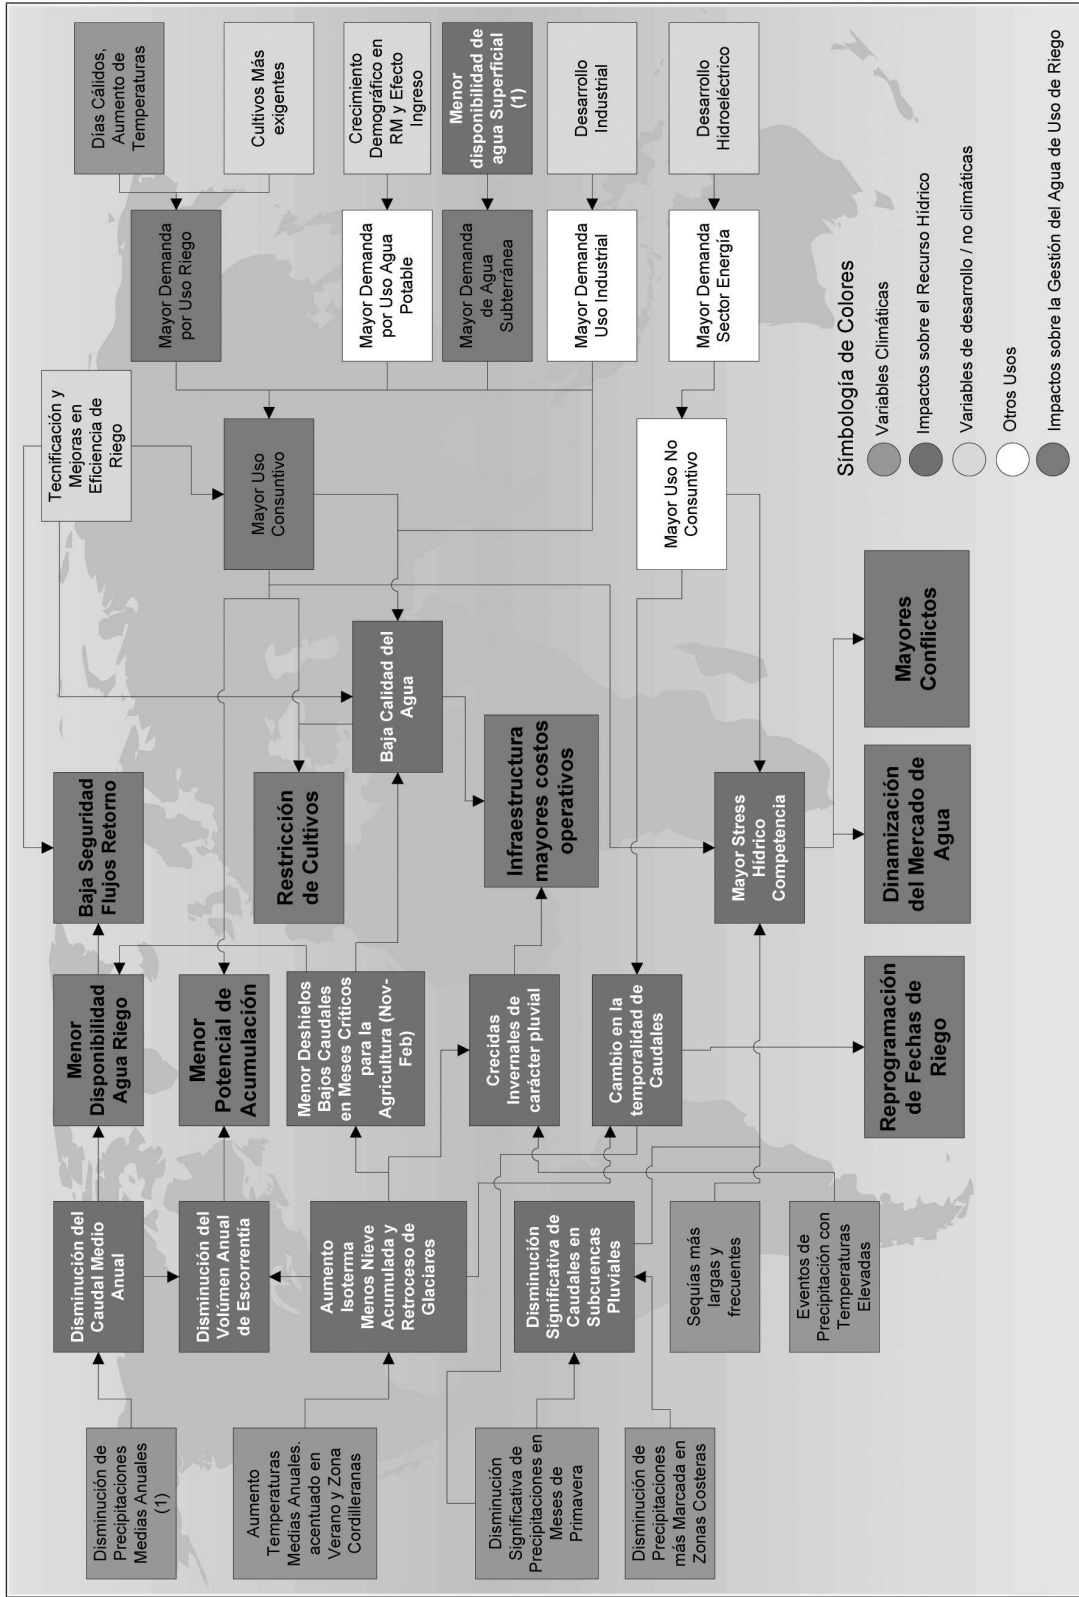 Disminución de
Precipitaciones
Medias Anuales
(1)
Aumento
Temperaturas
Medias Anuales.
acentuado en
Verano y Zona
Cordilleranas
Disminución
Significativa de
Precipitaciones en
Meses de
Primavera
Disminución de
Precipitaciones
más Marcada en
Zonas Costeras
Disminución del
Caudal Medio
Anual
Disminución del
Volúmen Anual
de Escorrentía
Aumento
Isoterma
Menos Nieve
Acumulada y
Retroceso de
Glaciares
Disminución
Significativa de
Caudales en
Subcuencas
Pluviales
Sequías más
largas y
frecuentes
Eventos de
Precipitación con
Temperaturas
Elevadas
Menor
Disponibilidad
Agua Riego
Menor
Potencial de
Acumulación
Menor Deshielos
Bajos Caudales
en Meses Críticos
para la
Agricultura (Nov-
Feb)
Crecidas
Invernales de
carácter pluvial
Cambio en la
temporalidad de
Caudales
Reprogramación
de Fechas de
Riego
Baja Seguridad
Flujos Retorno
Restricción
de Cultivos
Baja Calidad del
Agua
Infraestructura
mayores costos
operativos
Mayor Stress
Hídrico
Competencia
Dinamización
del Mercado de
Agua
Mayores
Conflictos
Tecnificación y
Mejoras en
Eficiencia de
Riego
Mayor Uso
Consuntivo
Mayor Uso No
Consuntivo
Mayor Demanda
por Uso Riego
Mayor Demanda
por Uso Agua
Potable
Mayor Demanda
de Agua
Subterránea
Mayor Demanda
Uso Industrial
Mayor Demanda
Sector Energía
Días Cálidos,
Aumento de
Temperaturas
Cultivos Más
exigentes
Crecimiento
Demográfico en
RM y Efecto
Ingreso
Menor
disponibilidad de
agua Superficial
(1)
Desarrollo
Industrial
Desarrollo
Hidroeléctrico
Simbología de Colores
Variables Climáticas
Impactos sobre el Recurso Hídrico
Variables de desarrollo / no climáticas
Otros Usos
Impactos sobre la Gestión del Agua de Uso de Riego